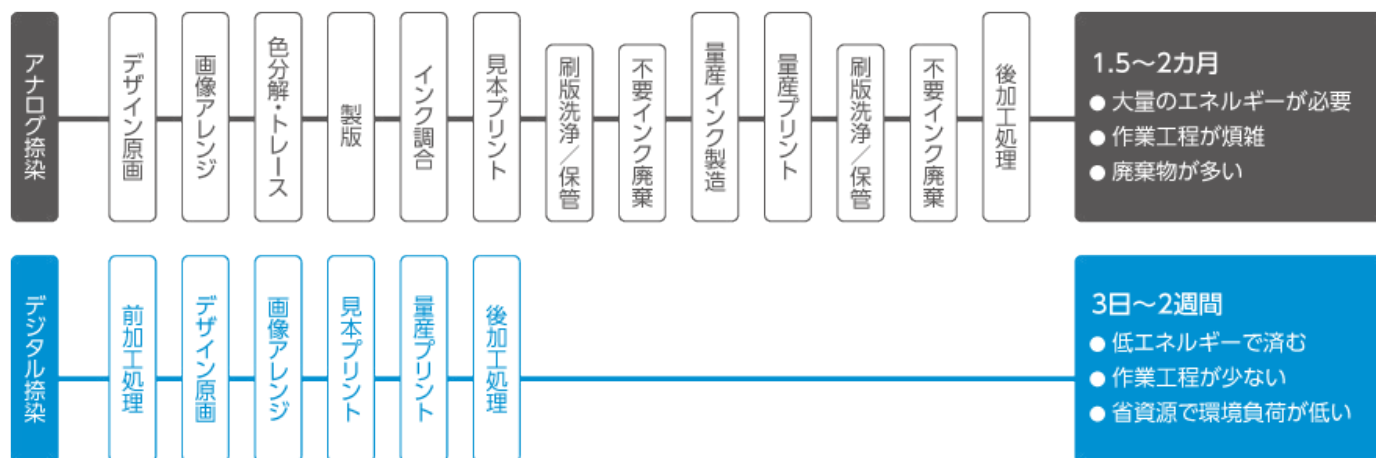 アナログ捺染
デザイン原画
画像アレンジ
色分解・トレース
製版
インク調合
見本プリント
刷版洗浄／保管
不要インク廃棄
量産インク製造
量産プリント
刷版洗浄／保管
不要インク廃棄
後加工処理
1.5〜2カ月
● 大量のエネルギーが必要
● 作業工程が煩雑
● 廃棄物が多い
デジタル捺染
前加工処理
デザイン原画
画像アレンジ
見本プリント
量産プリント
後加工処理
3日〜2週間
● 低エネルギーで済む
● 作業工程が少ない
● 省資源で環境負荷が低い